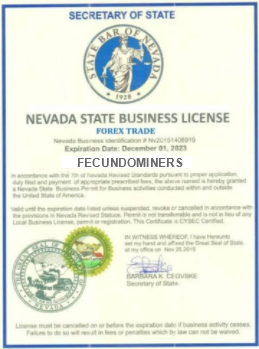 SECRETARY OF STATE
STATE BAR OF NEVADA
1928
NEVADA STATE BUSINESS LICENSE
FOREX TRADE
Nevada Business Identification # NV20151408919
Expiration Date: December 01, 2023
FECUNDOMINERS
In accordance with the 7th of Nevada Revised Standards pursuant to proper application,
duly filed and payment of appropriate prescribed fees, the above named is hereby granted
a Nevada State Business Permit for Business activities conducted within and outside
the United State of America.
Valid until the expiration date listed unless suspended, revoke or cancelled in accordance with
the provisions in Nevada Revised Statuos. Permit is not transferrable and is not in lieu of any
Local Business License, permit or registration. This Certificate is CYSEC Certified.
IN WITNESS WHEREOF, I have Hereunto
set my hand and affixed the Great Seal of State,
at my office on Nov 26,2015
BARBARA K. CEGVSKE
Secretary of State
License must be cancelled on or before the expiration date if business activity ceases.
Failure to do so will result in fees or penalties which by law can not be waived.